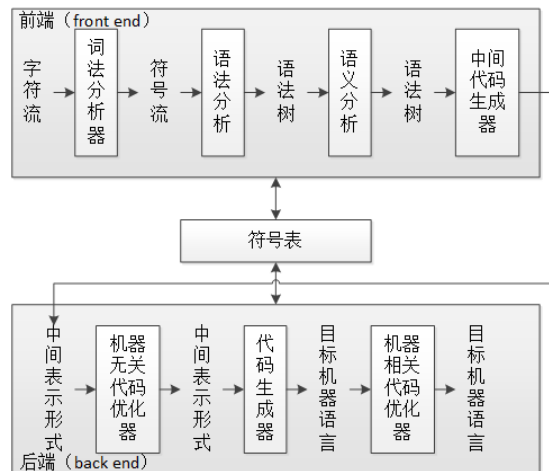 前端（front end）
字符流
词法分析器
符号流
语法分析
语法树
语义分析
语法树
中间代码生成器
符号表
中间表示形式
机器无关代码优化器
中间表示形式
代码生成器
目标机器语言
机器相关代码优化器
目标机器语言
后端（back end）